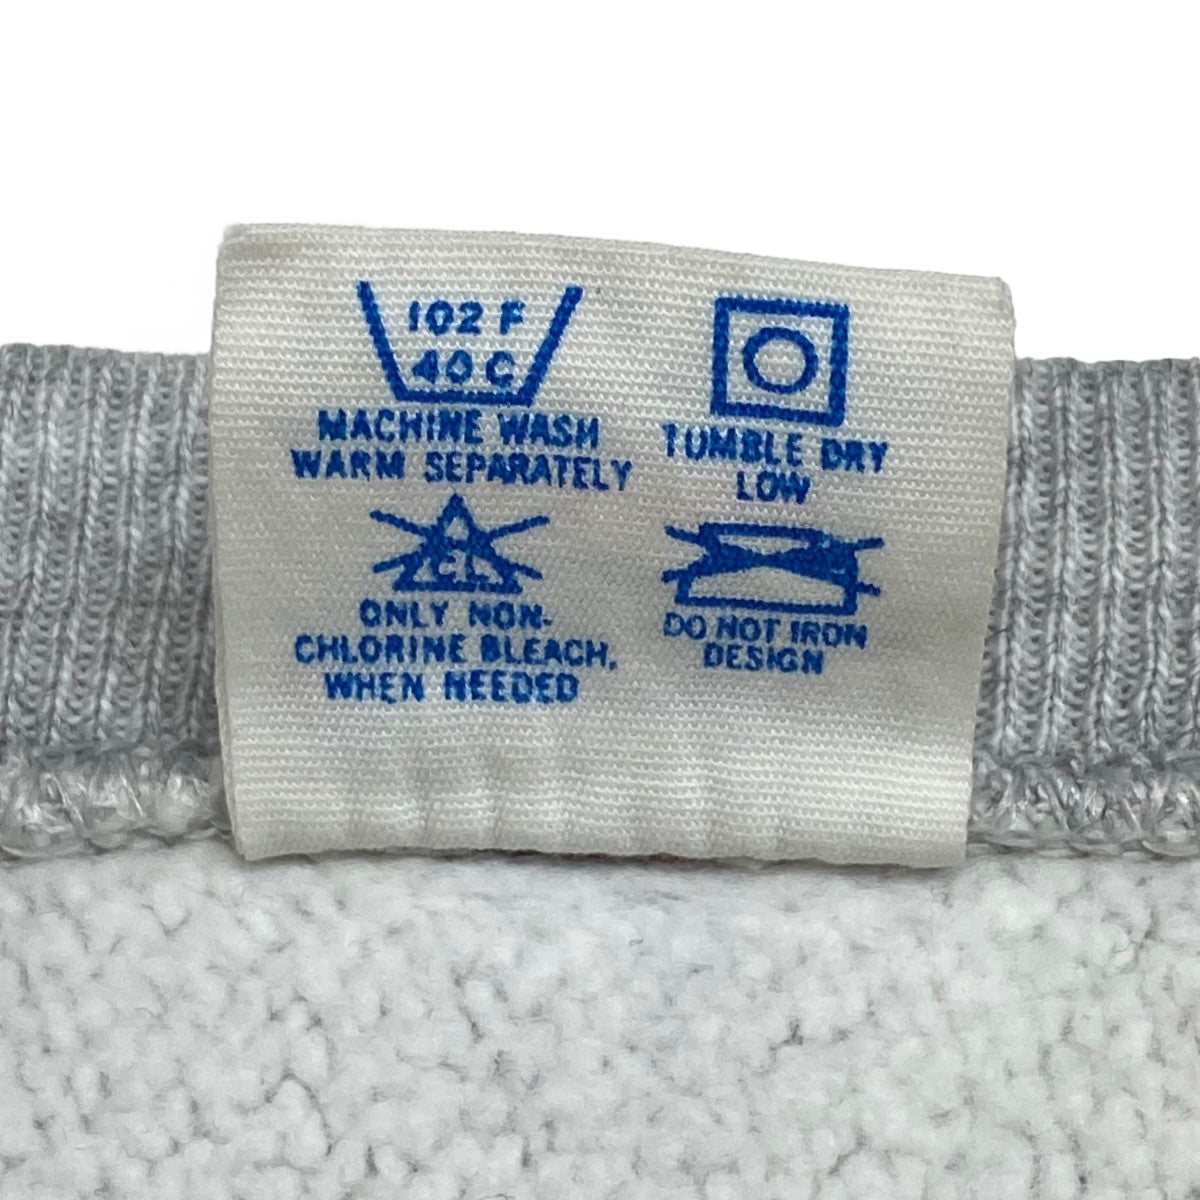 102 F
40 C
MACHINE WASH
WARM SEPARATELY
TUMBLE DRY
LOW
CL
ONLY NON-
CHLORINE BLEACH,
WHEN NEEDED
DO NOT IRON
DESIGN